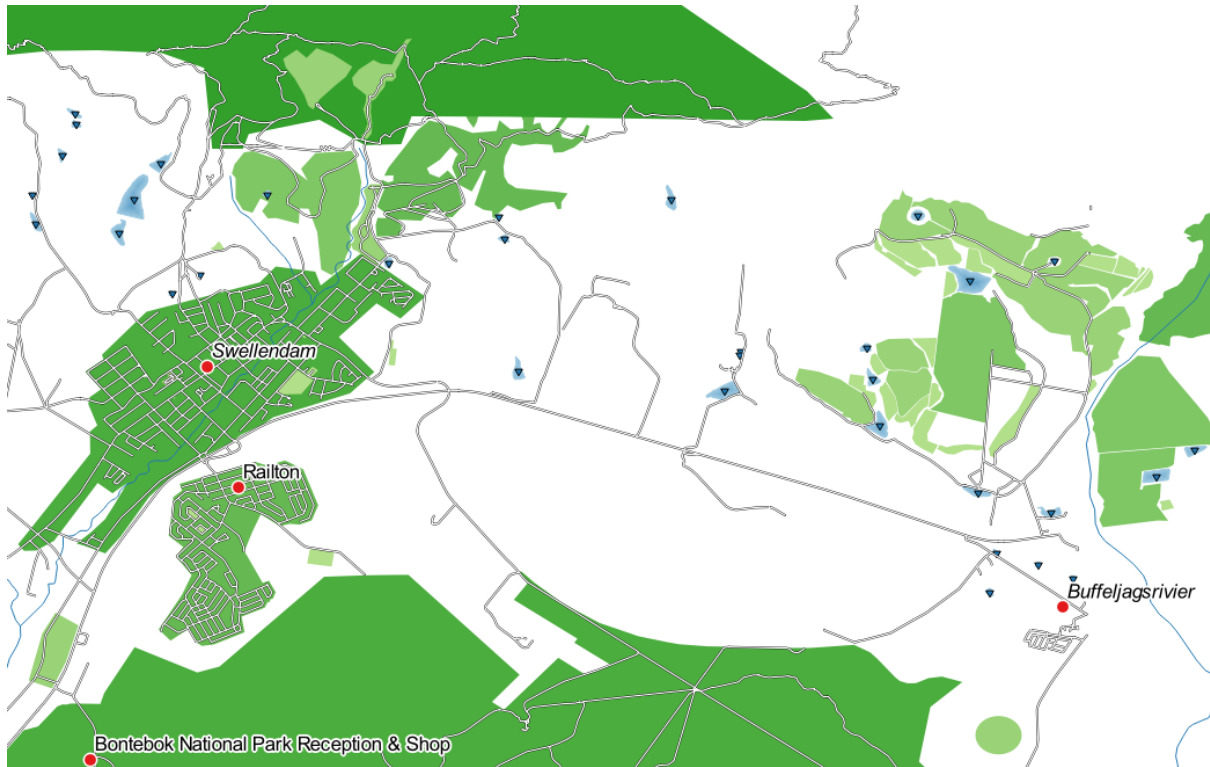 Swellendam
Railton
Buffeljagsrivier
Bontebok National Park Reception & Shop